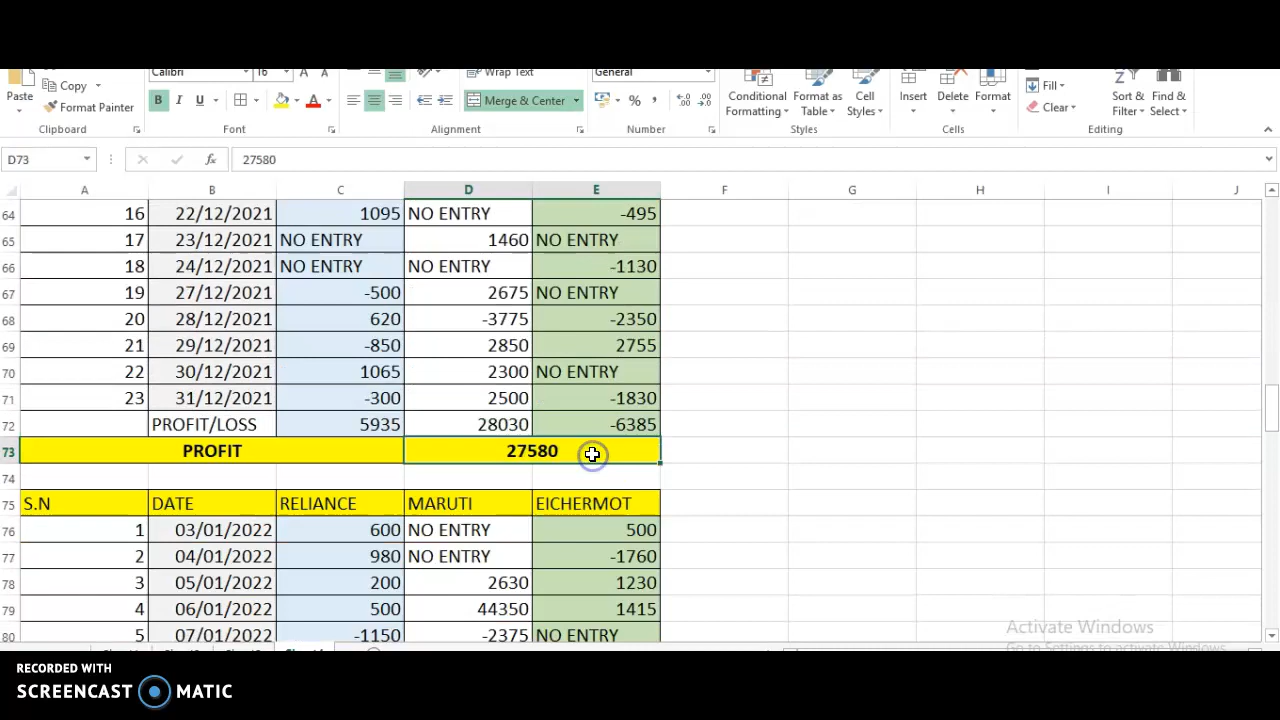 Calibri 16 Wrap Text General
Copy
Paste Format Painter
B I U Merge & Center % , Conditional Formatting Format as Table Cell Styles Insert Delete Format Fill Clear Sort & Filter Find & Select
Clipboard Font Alignment Number Styles Cells Editing
D73 fx 27580
A B C D E F G H I J
64 16 22/12/2021 1095 NO ENTRY -495
65 17 23/12/2021 NO ENTRY 1460 NO ENTRY
66 18 24/12/2021 NO ENTRY NO ENTRY -1130
67 19 27/12/2021 -500 2675 NO ENTRY
68 20 28/12/2021 620 -3775 -2350
69 21 29/12/2021 -850 2850 2755
70 22 30/12/2021 1065 2300 NO ENTRY
71 23 31/12/2021 -300 2500 -1830
72 PROFIT/LOSS 5935 28030 -6385
73 PROFIT 27580
74
75 S.N DATE RELIANCE MARUTI EICHERMOT
76 1 03/01/2022 600 NO ENTRY 500
77 2 04/01/2022 980 NO ENTRY -1760
78 3 05/01/2022 200 2630 1230
79 4 06/01/2022 500 44350 1415
80 5 07/01/2022 -1150 -2375 NO ENTRY
Activate Windows
Go to Settings to activate Windows.
RECORDED WITH
SCREENCAST MATIC